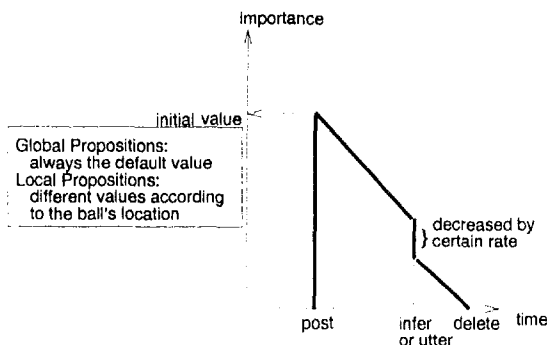 Importance
initial value
Global Propositions:
always the default value
Local Propositions:
different values according
to the ball's location
decreased by
certain rate
post
infer
or utter
delete
time